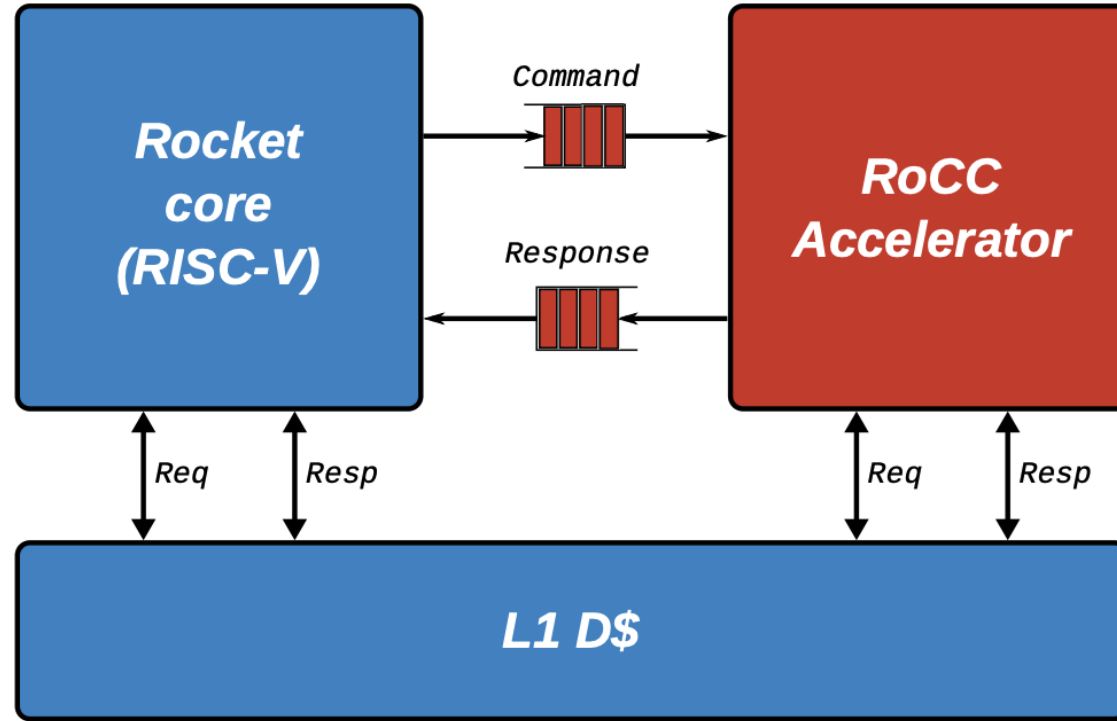 Rocket
core
(RISC-V)
Command
Response
RoCC
Accelerator
Req
Resp
Req
Resp
L1 D$